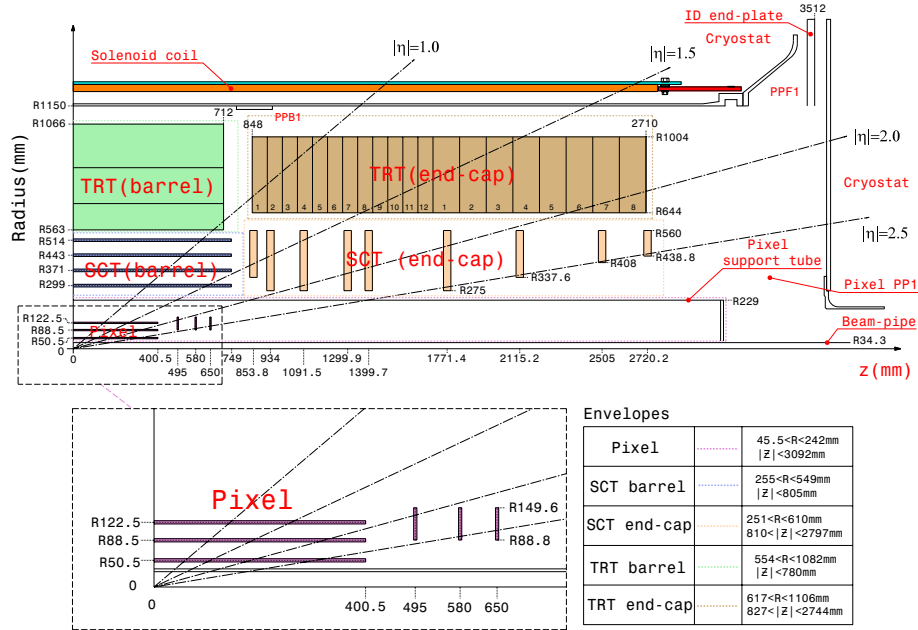 ID end-plate
3512
Cryostat
|η|=1.0
|η|=1.5
Solenoid coil
PPF1
R1150
712
PPB1
R1066
848
2710
R1004
|η|=2.0
TRT(barrel)
TRT(end-cap)
Cryostat
Radius(mm)
1 2 3 4 5 6 7 8 9 10 11 12 1 2 3 4 5 6 7 8
R644
R563
R514
R443
R371
R299
SCT(barrel)
SCT (end-cap)
R560
R438.8
R408
R337.6
R275
|η|=2.5
Pixel
support tube
Pixel PP1
R229
R122.5
R88.5
R50.5
Pixel
Beam-pipe
R34.3
0
0
400.5
580
749
934
1299.9
1771.4
2115.2
2505
2720.2
z(mm)
495
650
853.8
1091.5
1399.7
Pixel
R122.5
R88.5
R50.5
R149.6
R88.8
0
0
400.5
495
580
650
Envelopes
Pixel
45.5<R<242mm
|Z|<3092mm
SCT barrel
255<R<549mm
|Z|<805mm
SCT end-cap
251<R<610mm
810<|Z|<2797mm
TRT barrel
554<R<1082mm
|Z|<780mm
TRT end-cap
617<R<1106mm
827<|Z|<2744mm